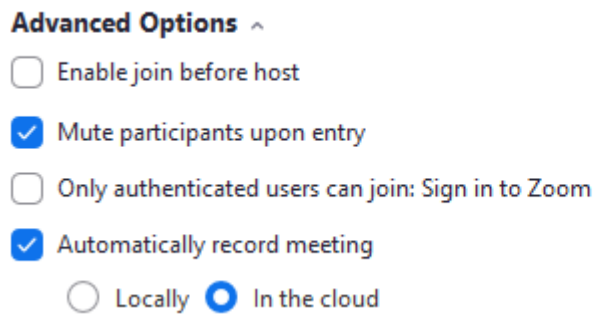 Advanced Options
Enable join before host
Mute participants upon entry
Only authenticated users can join: Sign in to Zoom
Automatically record meeting
Locally In the cloud